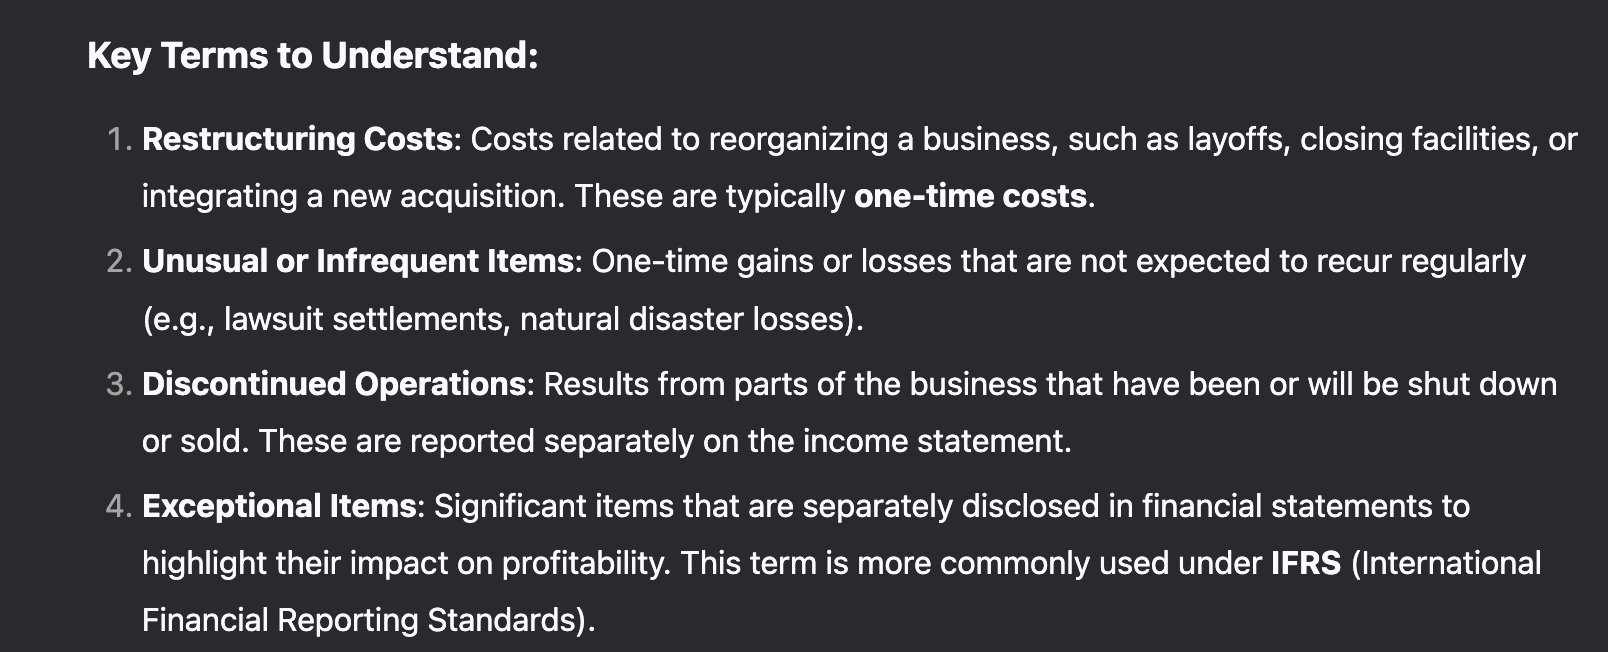 Key Terms to Understand:
1. Restructuring Costs: Costs related to reorganizing a business, such as layoffs, closing facilities, or
integrating a new acquisition. These are typically one-time costs.
2. Unusual or Infrequent Items: One-time gains or losses that are not expected to recur regularly
(e.g., lawsuit settlements, natural disaster losses).
3. Discontinued Operations: Results from parts of the business that have been or will be shut down
or sold. These are reported separately on the income statement.
4. Exceptional Items: Significant items that are separately disclosed in financial statements to
highlight their impact on profitability. This term is more commonly used under IFRS (International
Financial Reporting Standards).